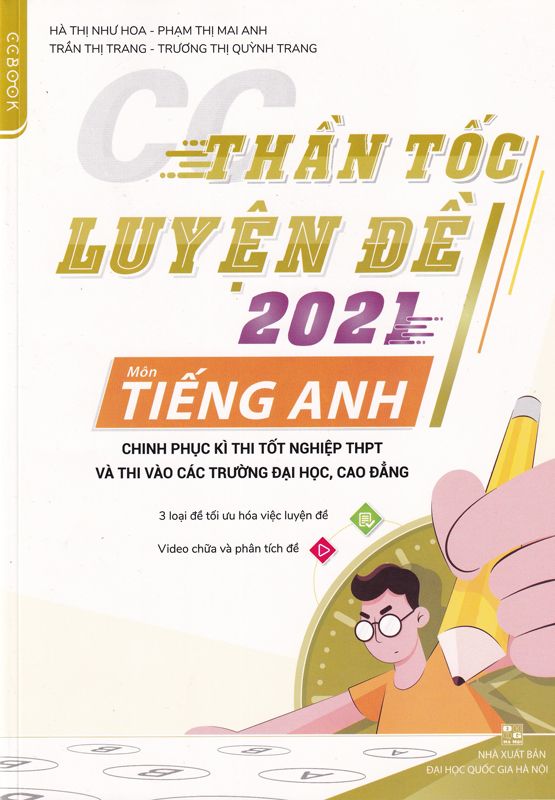 CCBOOK
HÀ THỊ NHƯ HOA - PHẠM THỊ MAI ANH
TRẦN THỊ TRANG - TRƯƠNG THỊ QUỲNH TRANG
CC
THẦN TỐC
LUYỆN ĐỀ
2021
Môn
TIẾNG ANH
CHINH PHỤC KÌ THI TỐT NGHIỆP THPT
VÀ THI VÀO CÁC TRƯỜNG ĐẠI HỌC, CAO ĐẲNG
3 loại đề tối ưu hóa việc luyện đề
Video chữa và phân tích đề
HÀ NỘI
NHÀ XUẤT BẢN
ĐẠI HỌC QUỐC GIA HÀ NỘI
A
B
B
A